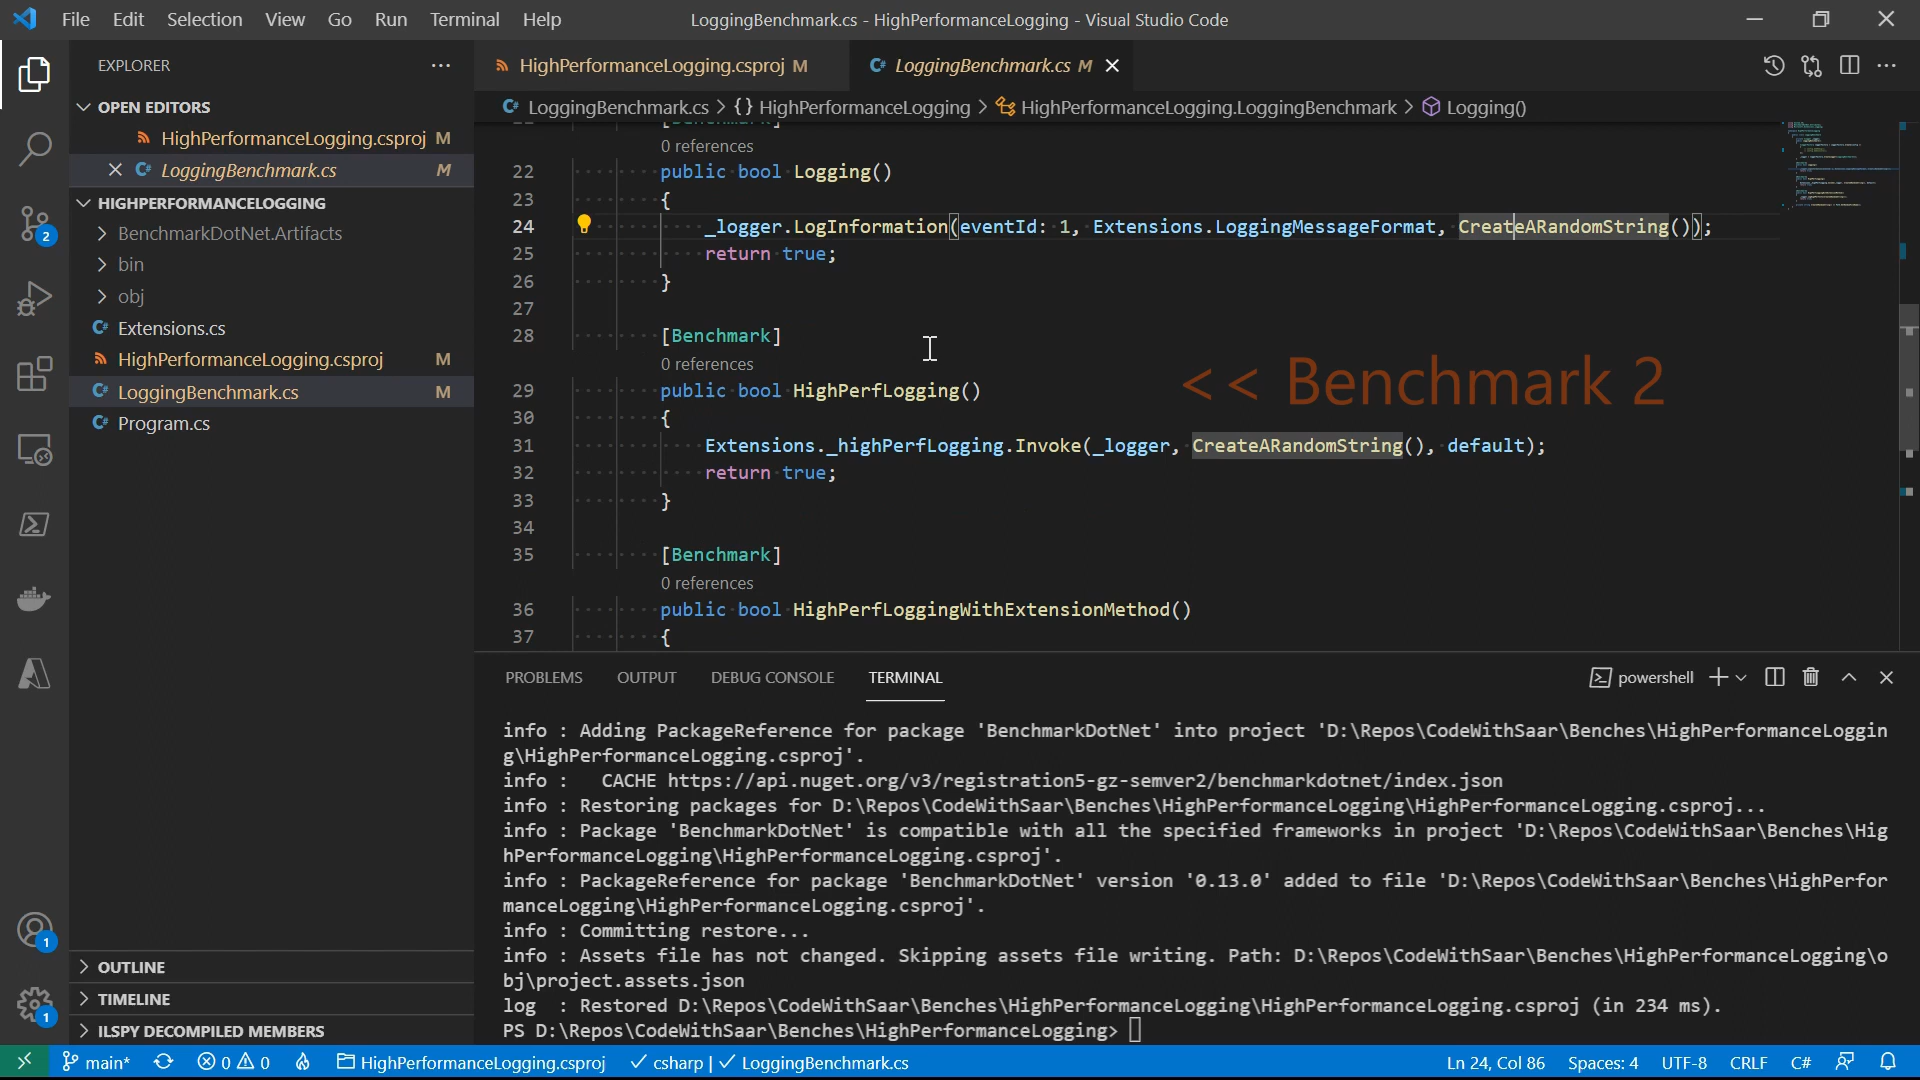 File Edit Selection View Go Run Terminal Help LoggingBenchmark.cs - HighPerformanceLogging - Visual Studio Code
EXPLORER
OPEN EDITORS
HighPerformanceLogging.csproj M
LoggingBenchmark.cs M
HIGHPERFORMANCELOGGING
BenchmarkDotNet.Artifacts
bin
obj
Extensions.cs
HighPerformanceLogging.csproj M
LoggingBenchmark.cs M
Program.cs
OUTLINE
TIMELINE
ILSPY DECOMPILED MEMBERS
2
1
1
HighPerformanceLogging.csproj M LoggingBenchmark.cs M
LoggingBenchmark.cs > {} HighPerformanceLogging > HighPerformanceLogging.LoggingBenchmark > Logging()
[Benchmark]
0 references
22 public bool Logging()
23 {
24 _logger.LogInformation(eventId: 1, Extensions.LoggingMessageFormat, CreateARandomString());
25 return true;
26 }
27
28 [Benchmark]
0 references
29 public bool HighPerfLogging()
<< Benchmark 2
30 {
31 Extensions._highPerfLogging.Invoke(_logger, CreateARandomString(), default);
32 return true;
33 }
34
35 [Benchmark]
0 references
36 public bool HighPerfLoggingWithExtensionMethod()
37 {
PROBLEMS OUTPUT DEBUG CONSOLE TERMINAL powershell
info : Adding PackageReference for package 'BenchmarkDotNet' into project 'D:\Repos\CodeWithSaar\Benches\HighPerformanceLoggin
g\HighPerformanceLogging.csproj'.
info :   CACHE https://api.nuget.org/v3/registration5-gz-semver2/benchmarkdotnet/index.json
info : Restoring packages for D:\Repos\CodeWithSaar\Benches\HighPerformanceLogging\HighPerformanceLogging.csproj...
info : Package 'BenchmarkDotNet' is compatible with all the specified frameworks in project 'D:\Repos\CodeWithSaar\Benches\Hig
hPerformanceLogging\HighPerformanceLogging.csproj'.
info : PackageReference for package 'BenchmarkDotNet' version '0.13.0' added to file 'D:\Repos\CodeWithSaar\Benches\HighPerfor
manceLogging\HighPerformanceLogging.csproj'.
info : Committing restore...
info : Assets file has not changed. Skipping assets file writing. Path: D:\Repos\CodeWithSaar\Benches\HighPerformanceLogging\o
bj\project.assets.json
log  : Restored D:\Repos\CodeWithSaar\Benches\HighPerformanceLogging\HighPerformanceLogging.csproj (in 234 ms).
PS D:\Repos\CodeWithSaar\Benches\HighPerformanceLogging>
main* 0 0 HighPerformanceLogging.csproj csharp | LoggingBenchmark.cs Ln 24, Col 86 Spaces: 4 UTF-8 CRLF C#